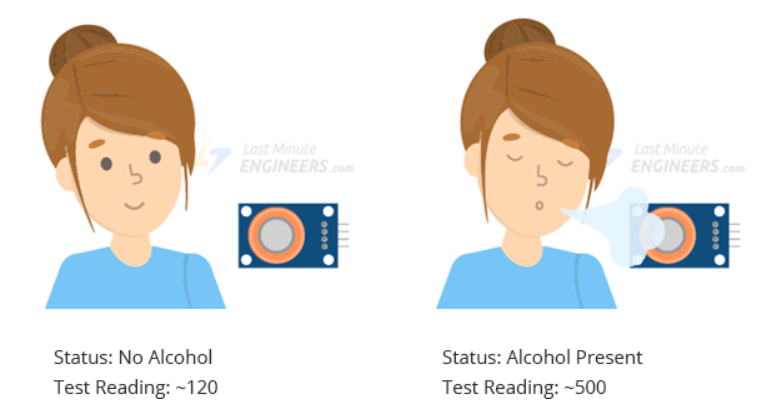 Last Minute
ENGINEERS.com
Last Minute
ENGINEERS.com
Status: No Alcohol
Test Reading: ~120
Status: Alcohol Present
Test Reading: ~500